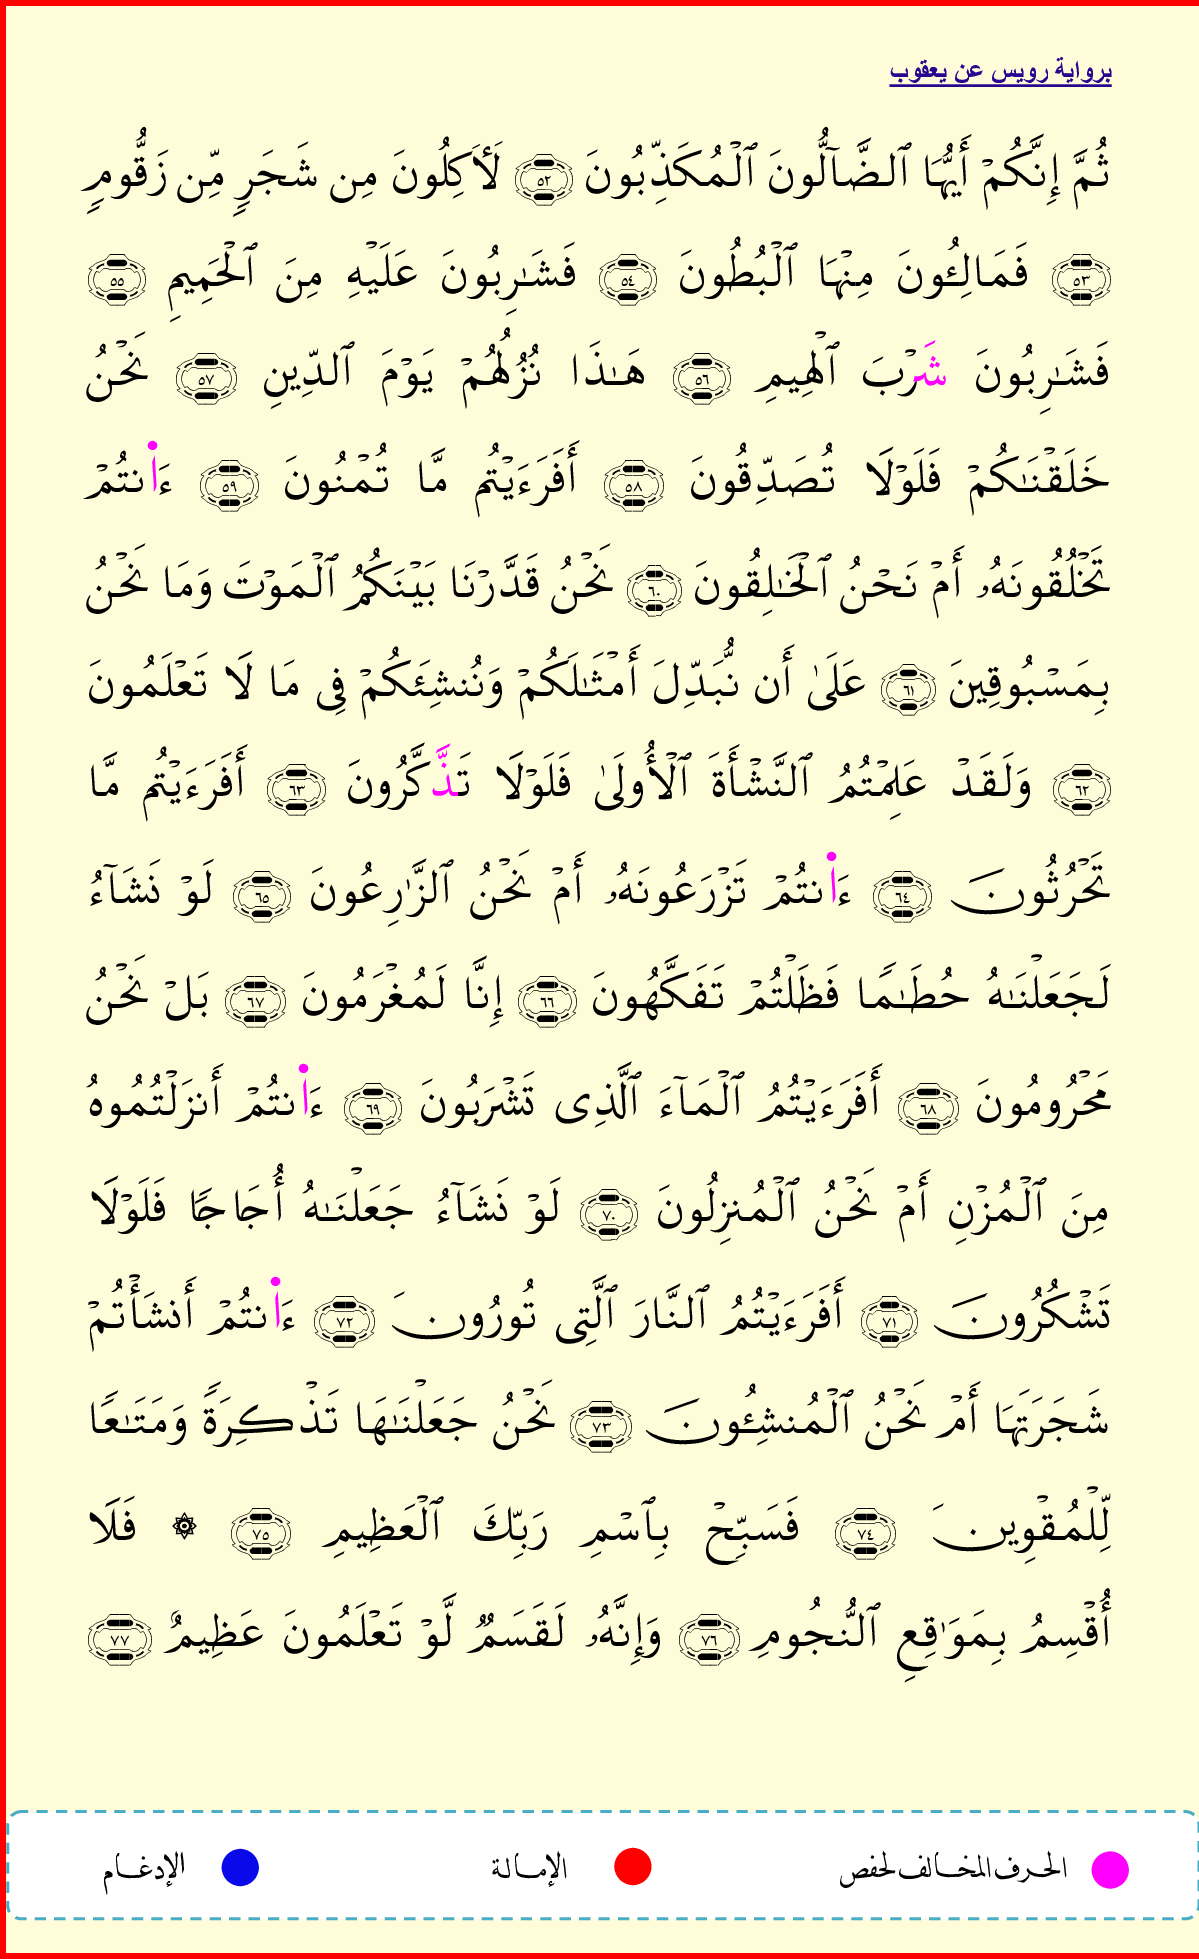 برواية رويس عن يعقوب
ثُمَّ إِنَّكُمۡ أَيُّهَا ٱلضَّآلُّونَ ٱلۡمُكَذِّبُونَ ٥٢ لَأٓكِلُونَ مِن شَجَرٖ مِّن زَقُّومٖ
٥٣ فَمَالِـُٔونَ مِنۡهَا ٱلۡبُطُونَ ٥٤ فَشَٰرِبُونَ عَلَيۡهِ مِنَ ٱلۡحَمِيمِ ٥٥
فَشَٰرِبُونَ شَرۡبَ ٱلۡهِيمِ ٥٦ هَٰذَا نُزُلُهُمۡ يَوۡمَ ٱلدِّينِ ٥٧ نَحۡنُ
خَلَقۡنَٰكُمۡ فَلَوۡلَا تُصَدِّقُونَ ٥٨ أَفَرَءَيۡتُم مَّا تُمۡنُونَ ٥٩ ءَا۬نتُمۡ
تَخۡلُقُونَهُۥ أَمۡ نَحۡنُ ٱلۡخَٰلِقُونَ ٦٠ نَحۡنُ قَدَّرۡنَا بَيۡنَكُمُ ٱلۡمَوۡتَ وَمَا نَحۡنُ
بِمَسۡبُوقِينَ ٦١ عَلَىٰ أَن نُّبَدِّلَ أَمۡثَٰلَكُمۡ وَنُنشِئَكُمۡ فِي مَا لَا تَعۡلَمُونَ
٦٢ وَلَقَدۡ عَلِمۡتُمُ ٱلنَّشۡأَةَ ٱلۡأُولَىٰ فَلَوۡلَا تَذَّكَّرُونَ ٦٣ أَفَرَءَيۡتُم مَّا
تَحۡرُثُونَ ٦٤ ءَا۬نتُمۡ تَزۡرَعُونَهُۥ أَمۡ نَحۡنُ ٱلزَّٰرِعُونَ ٦٥ لَوۡ نَشَآءُ
لَجَعَلۡنَٰهُ حُطَٰمٗا فَظَلۡتُمۡ تَفَكَّهُونَ ٦٦ إِنَّا لَمُغۡرَمُونَ ٦٧ بَلۡ نَحۡنُ
مَحۡرُومُونَ ٦٨ أَفَرَءَيۡتُمُ ٱلۡمَآءَ ٱلَّذِي تَشۡرَبُونَ ٦٩ ءَا۬نتُمۡ أَنزَلۡتُمُوهُ
مِنَ ٱلۡمُزۡنِ أَمۡ نَحۡنُ ٱلۡمُنزِلُونَ ٧٠ لَوۡ نَشَآءُ جَعَلۡنَٰهُ أُجَاجٗا فَلَوۡلَا
تَشۡكُرُونَ ٧١ أَفَرَءَيۡتُمُ ٱلنَّارَ ٱلَّتِي تُورُونَ ٧٢ ءَا۬نتُمۡ أَنشَأۡتُمۡ
شَجَرَتَهَا أَمۡ نَحۡنُ ٱلۡمُنشِـُٔونَ ٧٣ نَحۡنُ جَعَلۡنَٰهَا تَذۡكِرَةٗ وَمَتَٰعٗا
لِّلۡمُقۡوِينَ ٧٤ فَسَبِّحۡ بِٱسۡمِ رَبِّكَ ٱلۡعَظِيمِ ٧٥ ۞ فَلَا
أُقۡسِمُ بِمَوَٰقِعِ ٱلنُّجُومِ ٧٦ وَإِنَّهُۥ لَقَسَمٞ لَّوۡ تَعۡلَمُونَ عَظِيمٌ ٧٧
الحرف المخالف لحفص الإمالة الإدغام